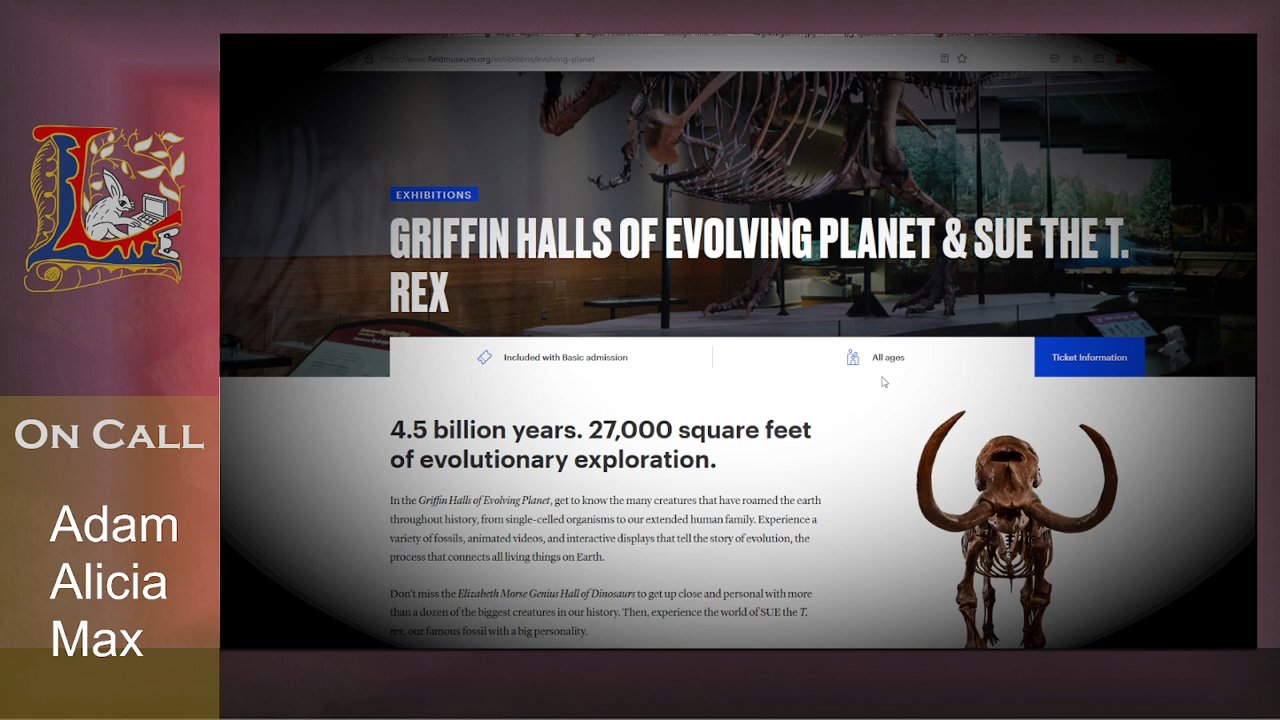 https://www.fieldmuseum.org/exhibitions/evolving-planet
EXHIBITIONS
GRIFFIN HALLS OF EVOLVING PLANET & SUE THE T.
REX
Included with Basic admission
All ages
Ticket Information
4.5 billion years. 27,000 square feet
of evolutionary exploration.
In the Griffin Halls of Evolving Planet, get to know the many creatures that have roamed the earth
throughout history, from single-celled organisms to our extended human family. Experience a
variety of fossils, animated videos, and interactive displays that tell the story of evolution, the
process that connects all living things on Earth.
Don't miss the Elizabeth Morse Genius Hall of Dinosaurs to get up close and personal with more
than a dozen of the biggest creatures in our history. Then, experience the world of SUE the T.
rex, our famous fossil with a big personality.
L
ON CALL
Adam
Alicia
Max